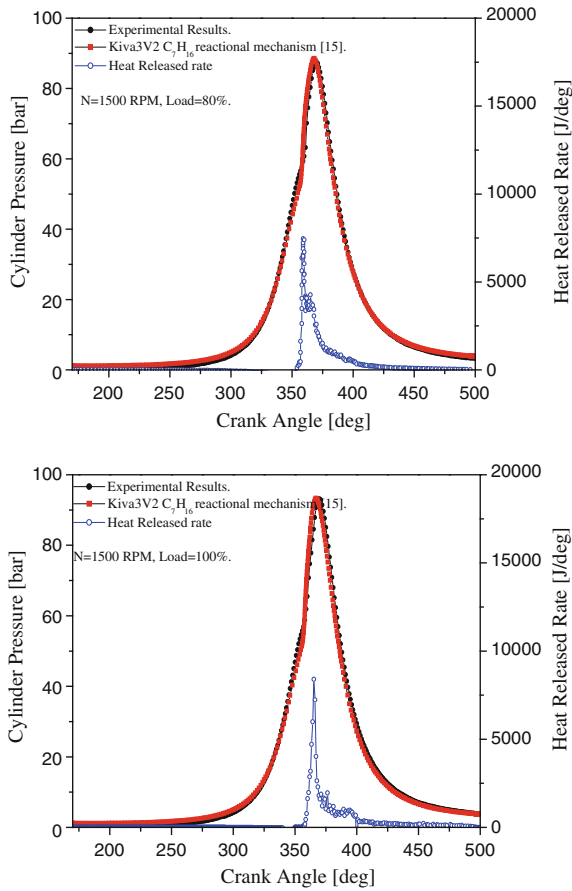 100
80
60
40
20
0
Cylinder Pressure [bar]
Experimental Results.
Kiva3V2 C7H16 reactional mechanism [15].
Heat Released rate
N=1500 RPM, Load=80%.
20000
15000
10000
5000
0
Heat Released Rate [J/deg]
200 250 300 350 400 450 500
Crank Angle [deg]
100
80
60
40
20
0
Cylinder Pressure [bar]
Experimental Results.
Kiva3V2 C7H16 reactional mechanism [15].
Heat Released rate
N=1500 RPM, Load=100%.
20000
15000
10000
5000
0
Heat Released Rate [J/deg]
200 250 300 350 400 450 500
Crank Angle [deg]